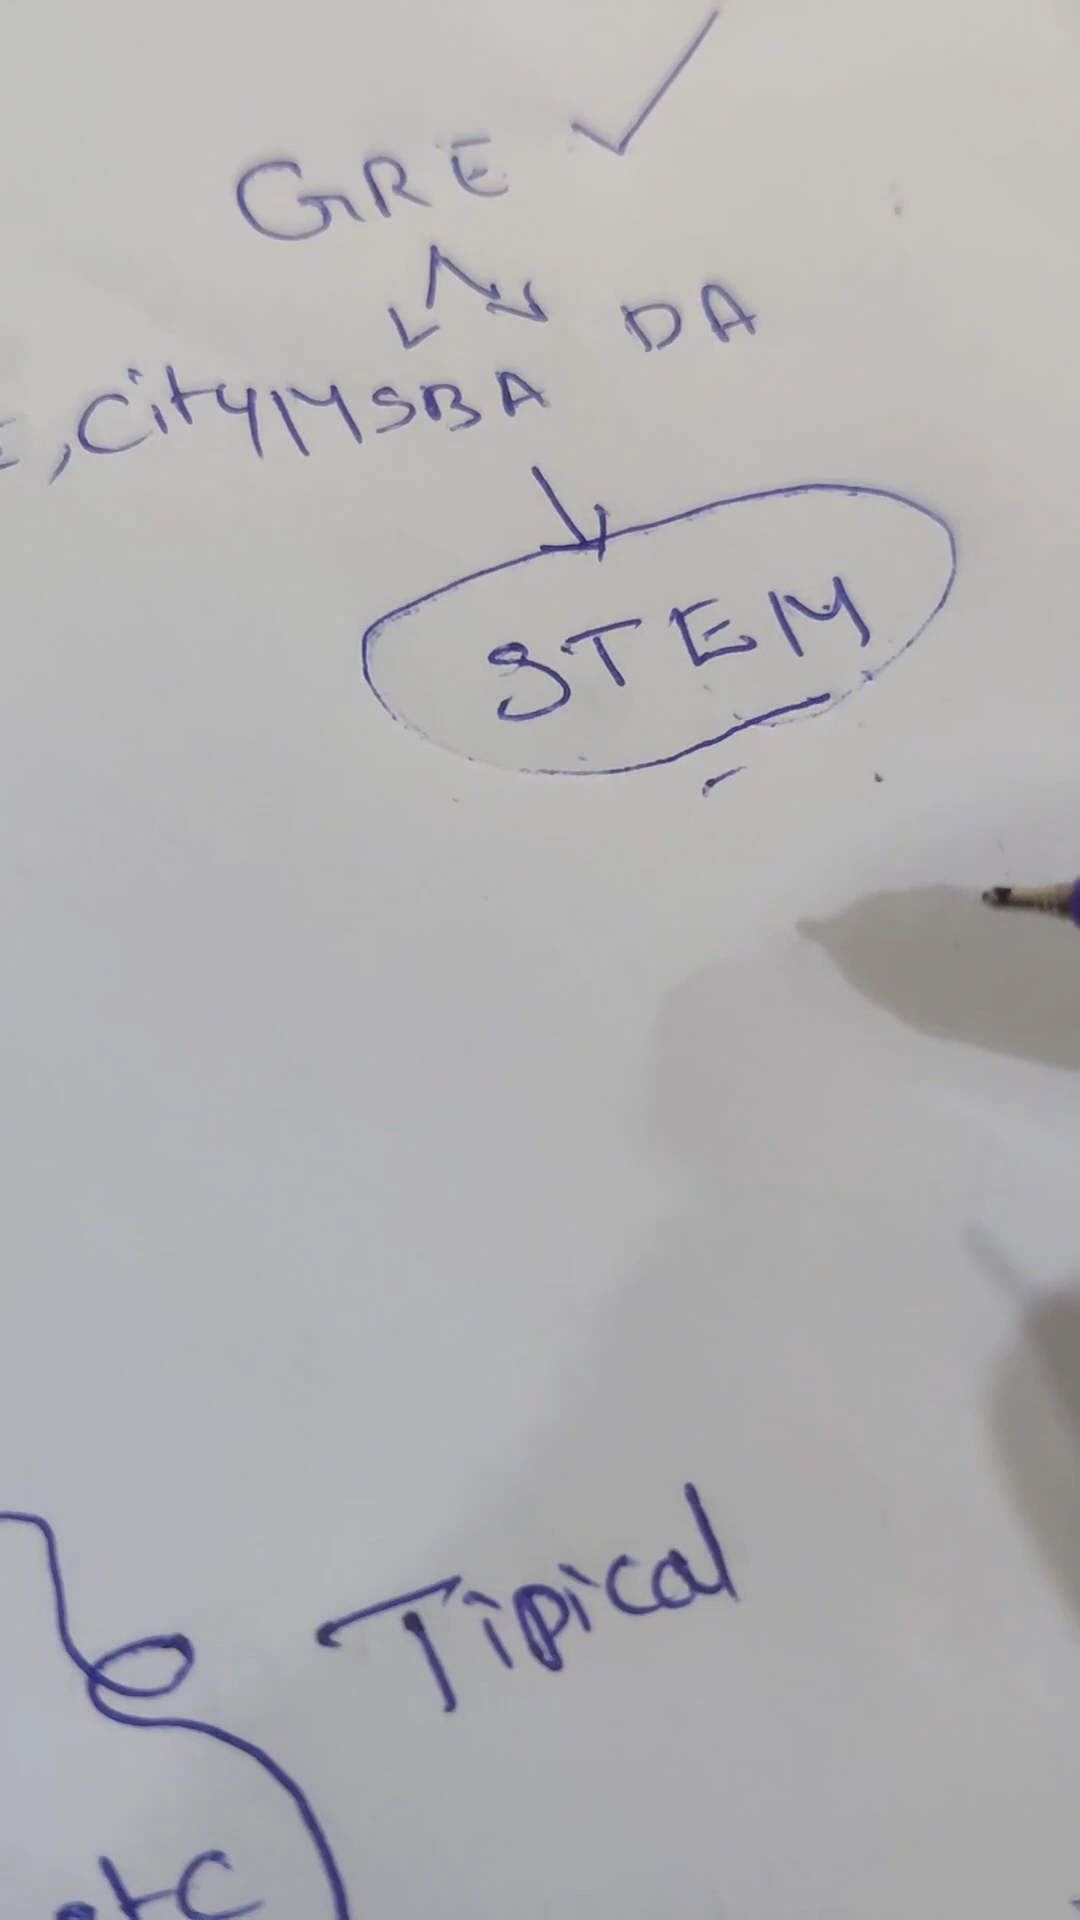 GRE
DA
, City, MSBA
STEM
Tipical
etc